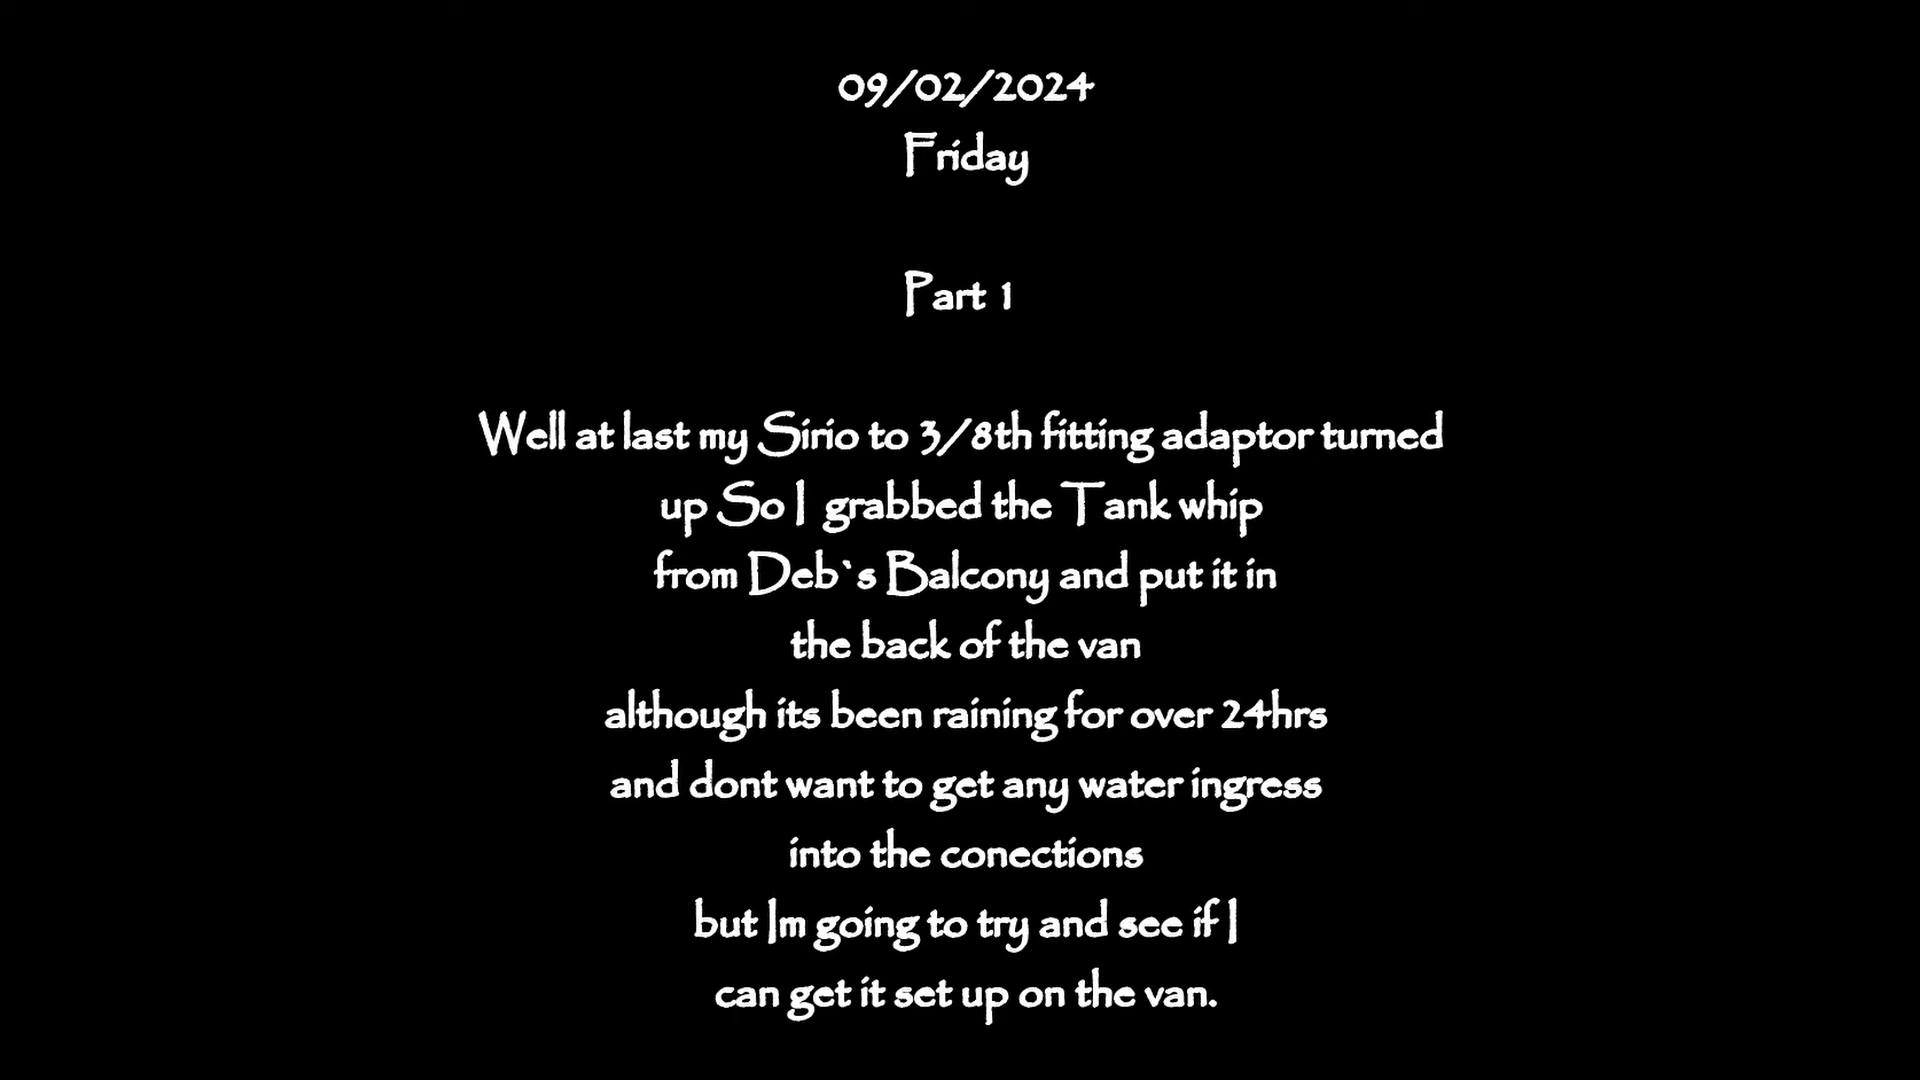 09/02/2024
Friday
Part 1
Well at last my Sirio to 3/8th fitting adaptor turned
up So I grabbed the Tank whip
from Deb`s Balcony and put it in
the back of the van
although its been raining for over 24hrs
and dont want to get any water ingress
into the conections
but Im going to try and see if I
can get it set up on the van.